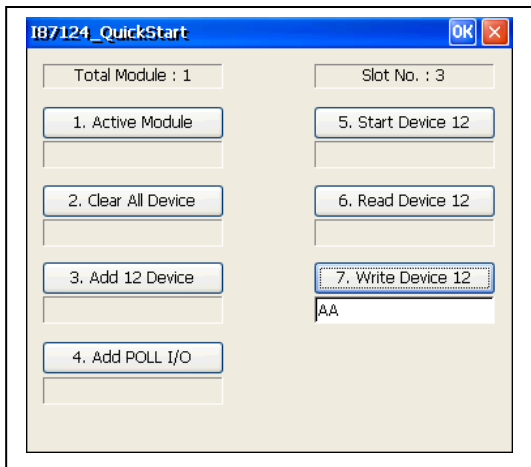 I87124_QuickStart OK
Total Module : 1
Slot No. : 3
1. Active Module
5. Start Device 12
2. Clear All Device
6. Read Device 12
3. Add 12 Device
7. Write Device 12
AA
4. Add POLL I/O